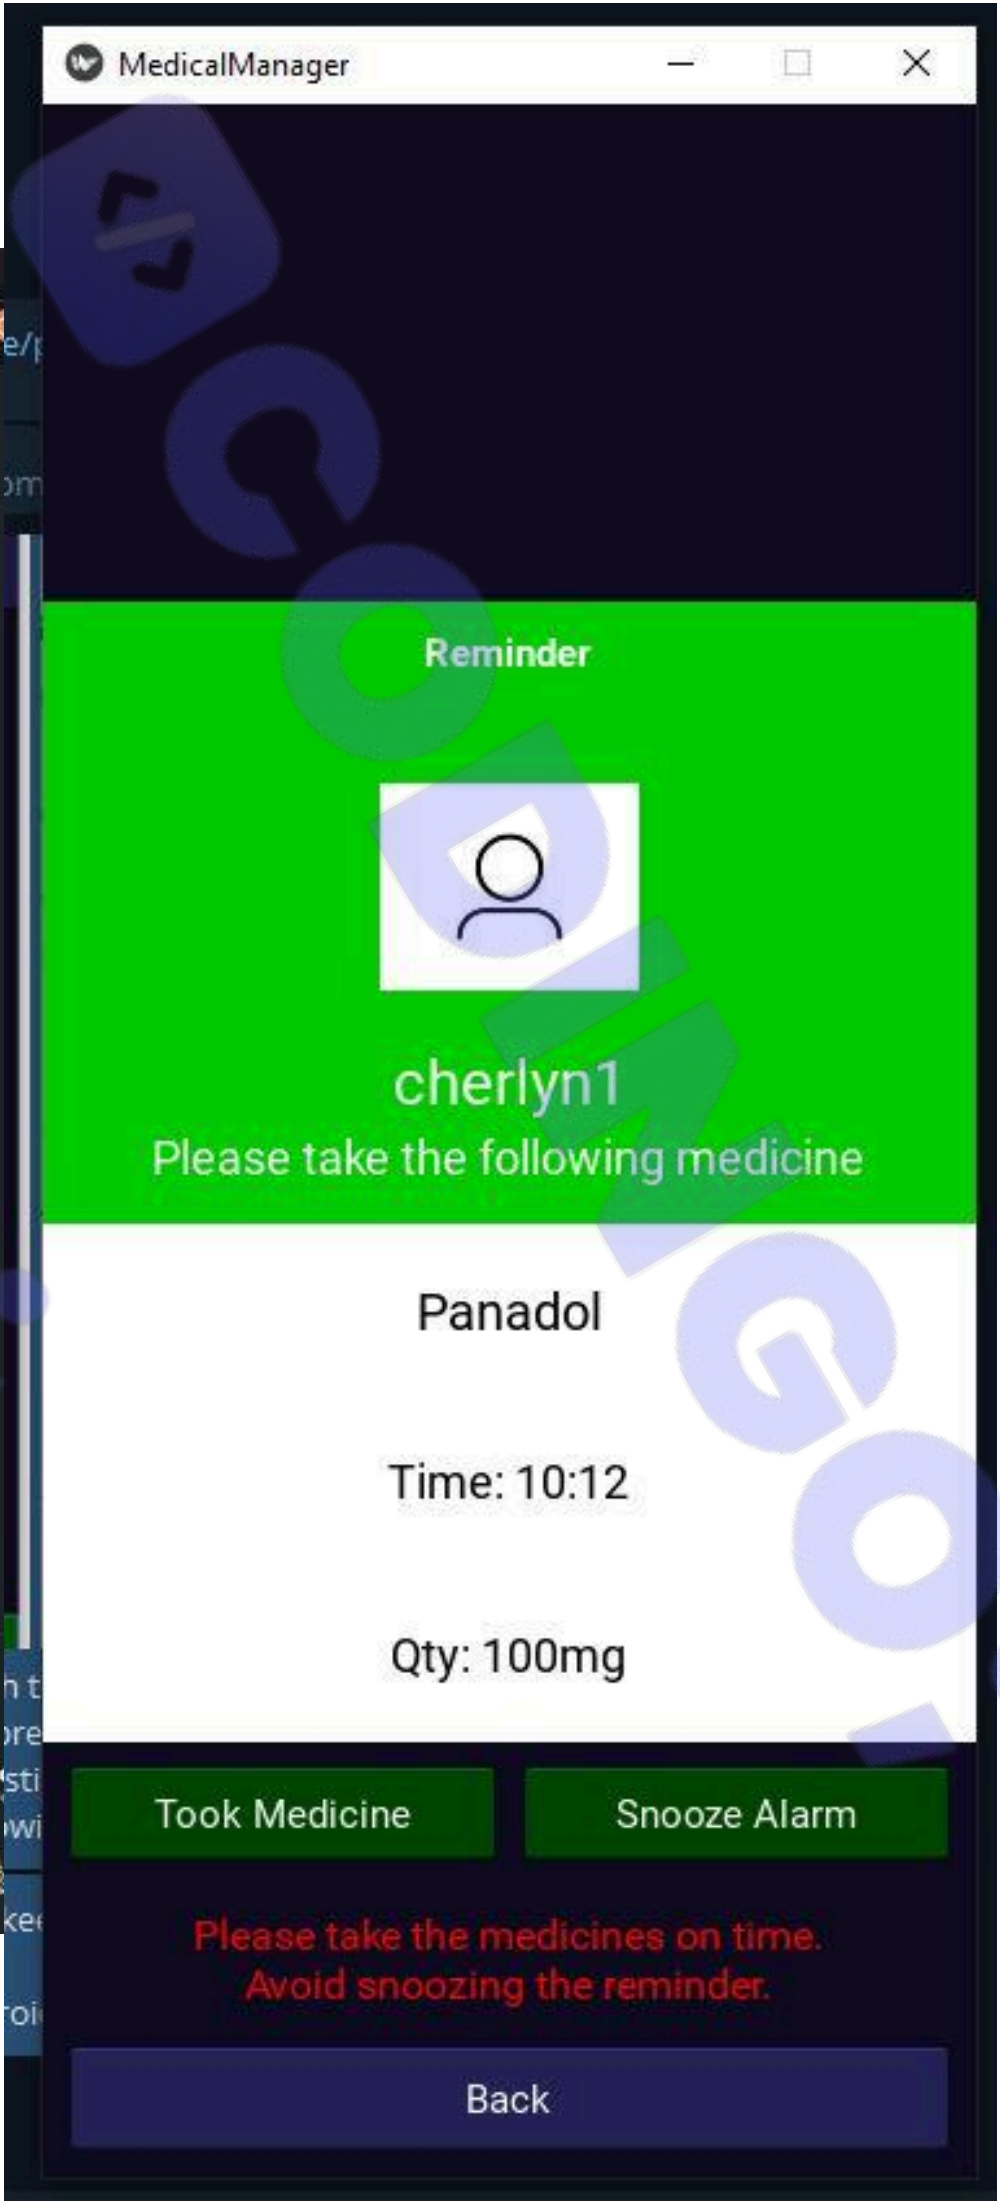 MedicalManager
Reminder
cherlyn1
Please take the following medicine
Panadol
Time: 10:12
Qty: 100mg
Took Medicine
Snooze Alarm
Please take the medicines on time.
Avoid snoozing the reminder.
Back
CODINGO.